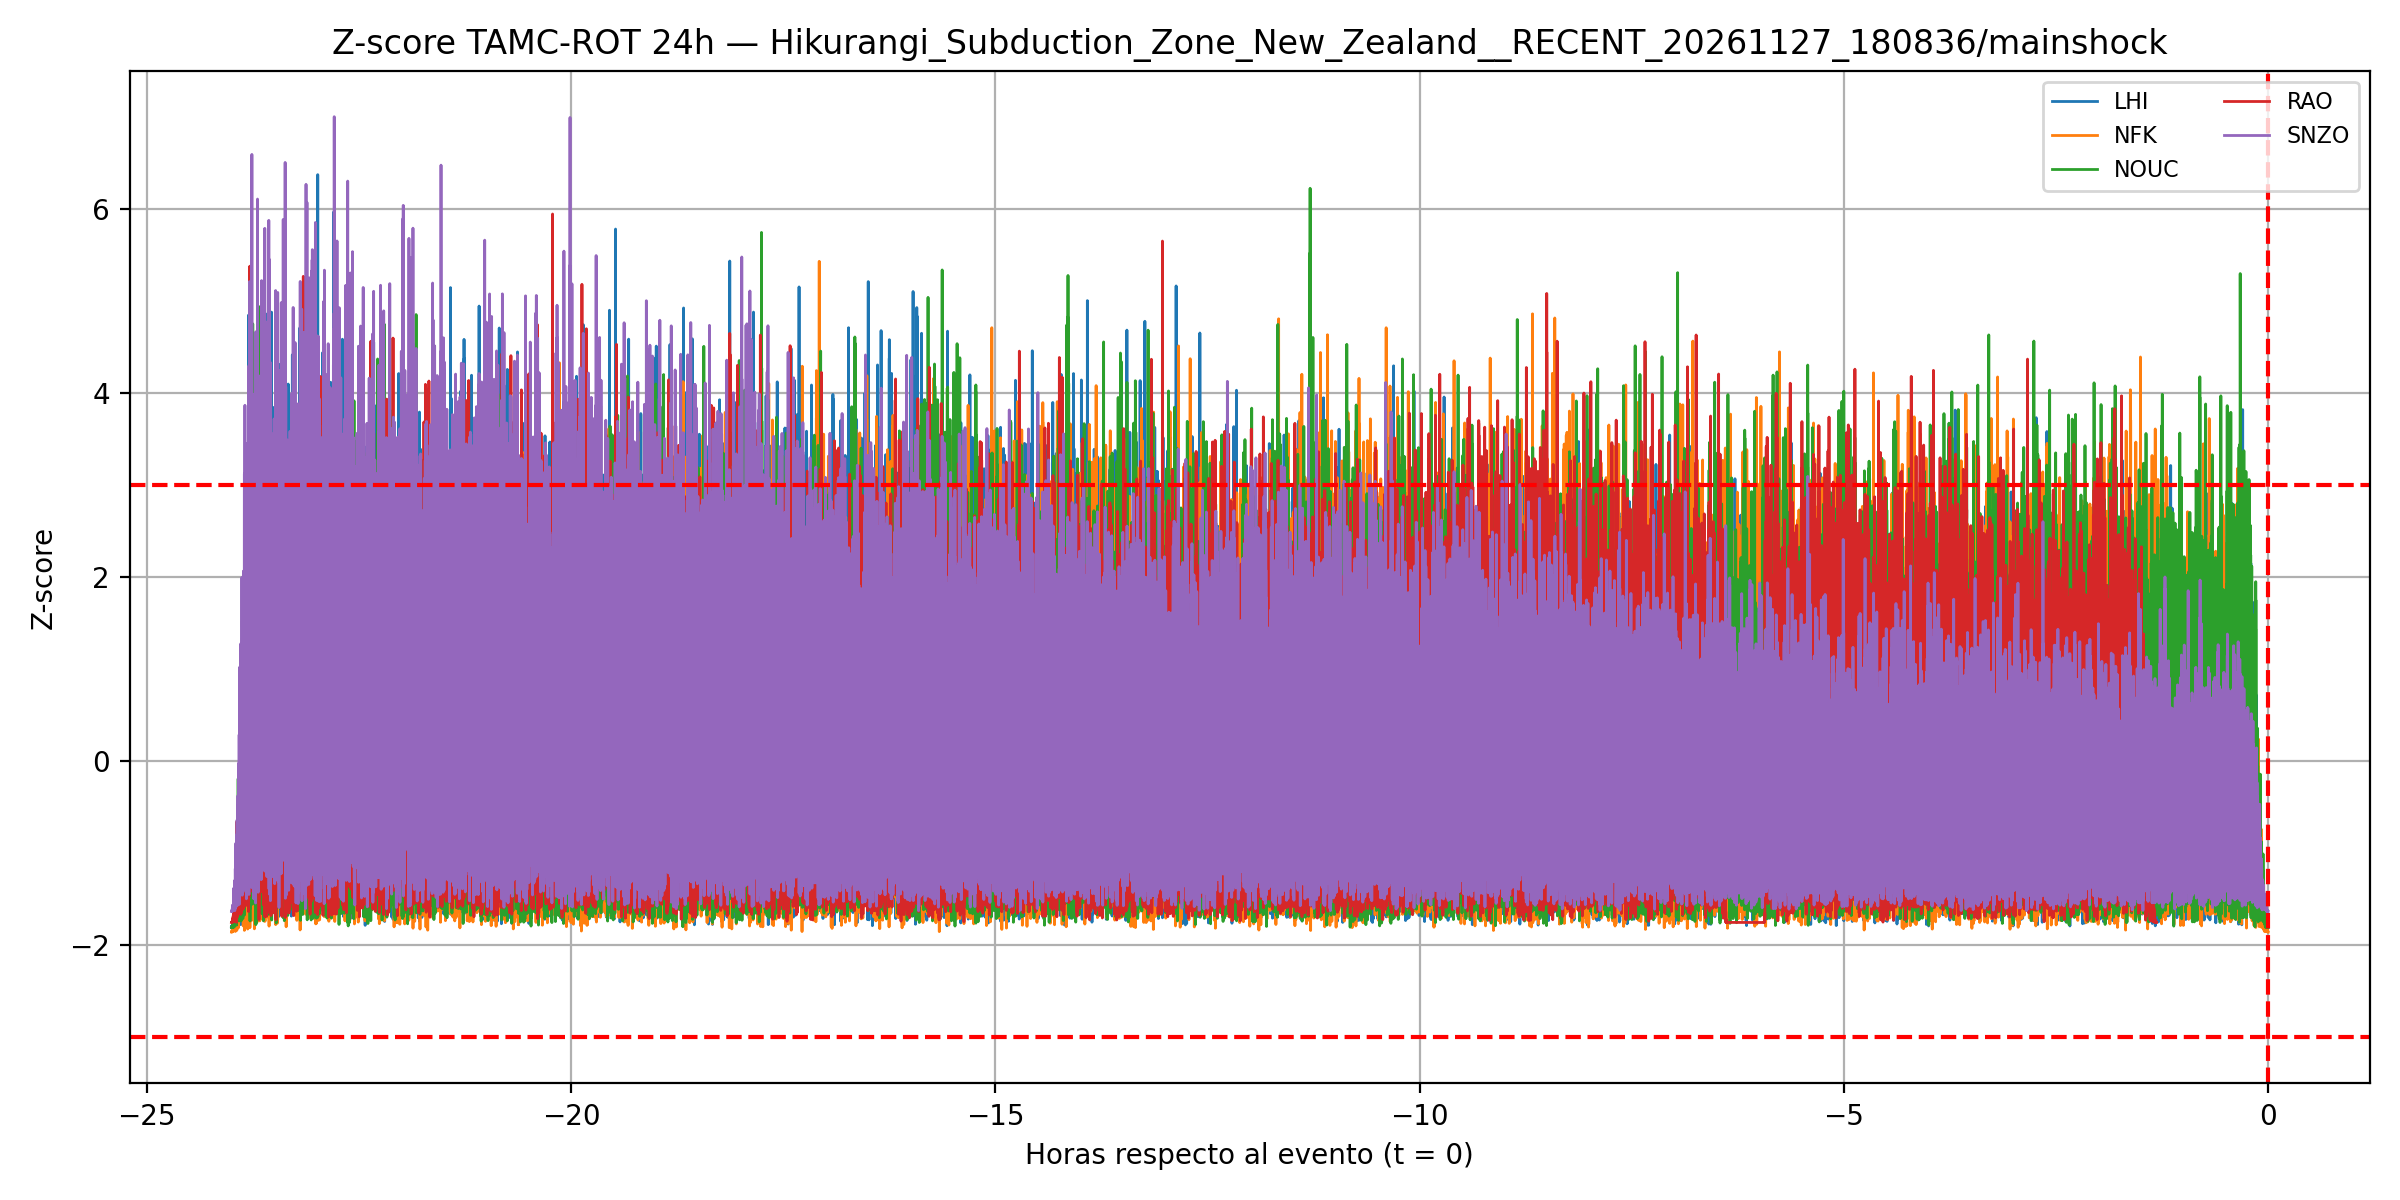 Z-score TAMC-ROT 24h — Hikurangi_Subduction_Zone_New_Zealand__RECENT_20261127_180836/mainshock
LHI
NFK
NOUC
RAO
SNZO
Z-score
6
4
2
0
−2
−25
−20
−15
−10
−5
0
Horas respecto al evento (t = 0)